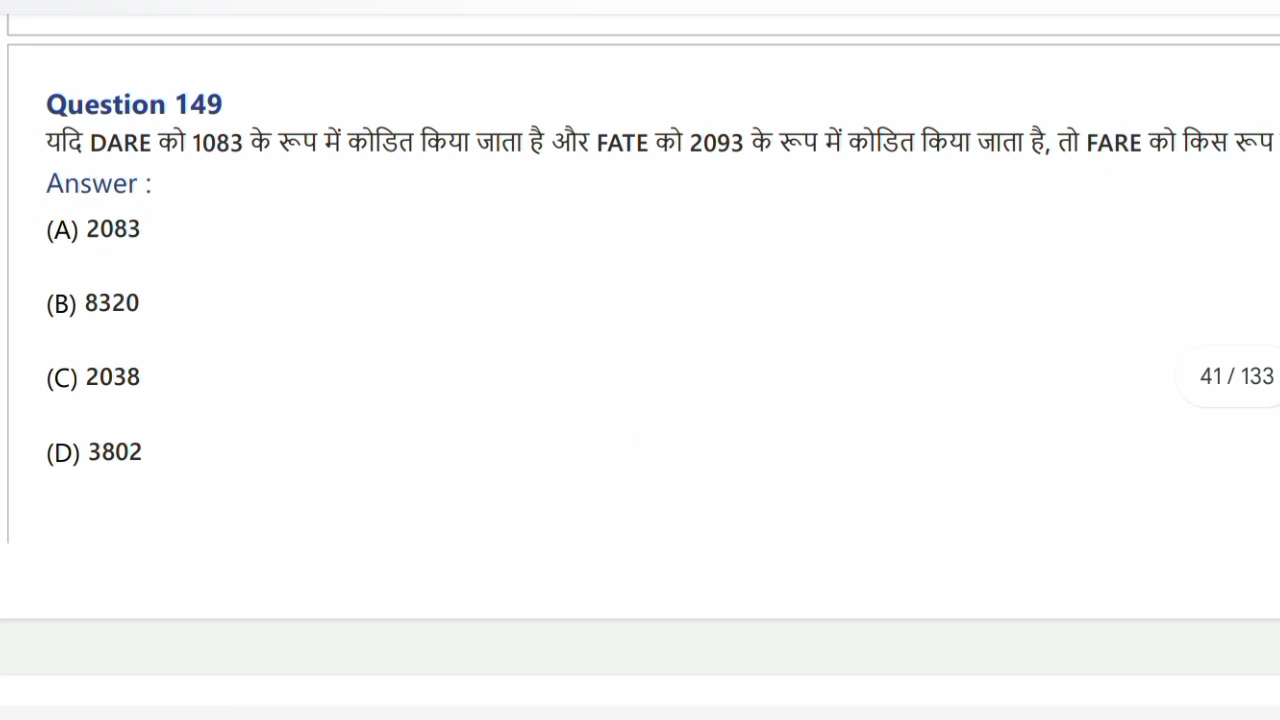 Question 149
यदि DARE को 1083 के रूप में कोडित किया जाता है और FATE को 2093 के रूप में कोडित किया जाता है, तो FARE को किस रूप
Answer :
(A) 2083
(B) 8320
(C) 2038
41 / 133
(D) 3802